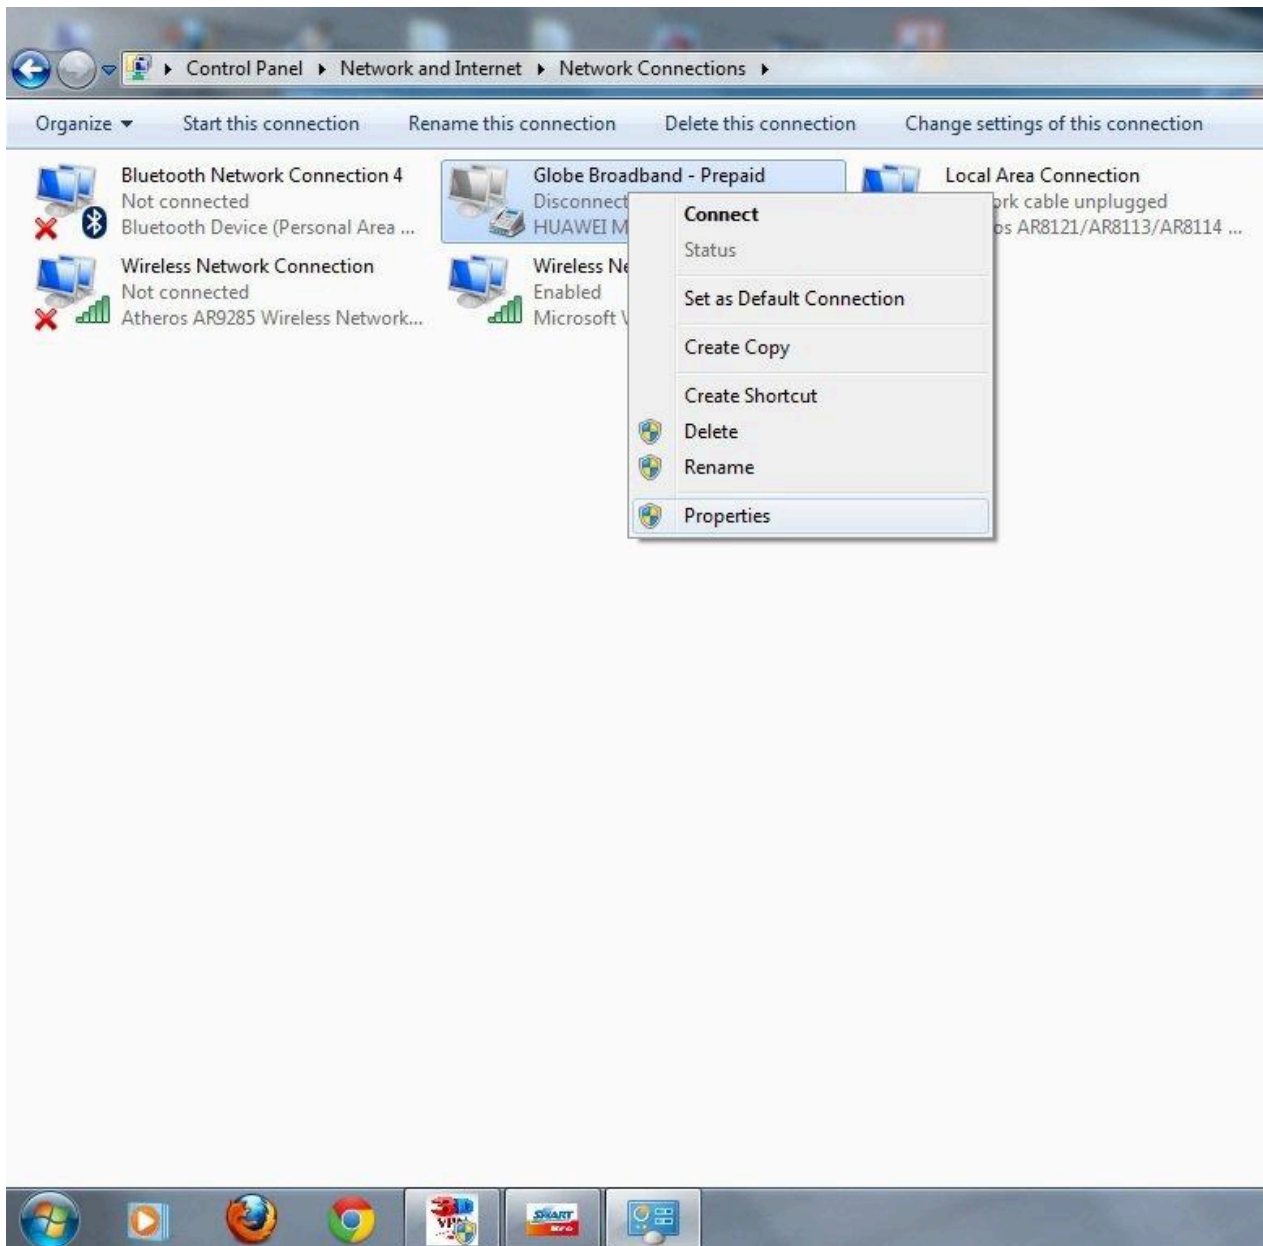 Control Panel Network and Internet Network Connections
Organize Start this connection Rename this connection Delete this connection Change settings of this connection
Bluetooth Network Connection 4
Not connected
Bluetooth Device (Personal Area ...
Globe Broadband - Prepaid
Disconnect
HUAWEI M
Local Area Connection
ork cable unplugged
os AR8121/AR8113/AR8114 ...
Wireless Network Connection
Not connected
Atheros AR9285 Wireless Network...
Wireless Ne
Enabled
Microsoft V
Connect
Status
Set as Default Connection
Create Copy
Create Shortcut
Delete
Rename
Properties
3D
VPN
SMART